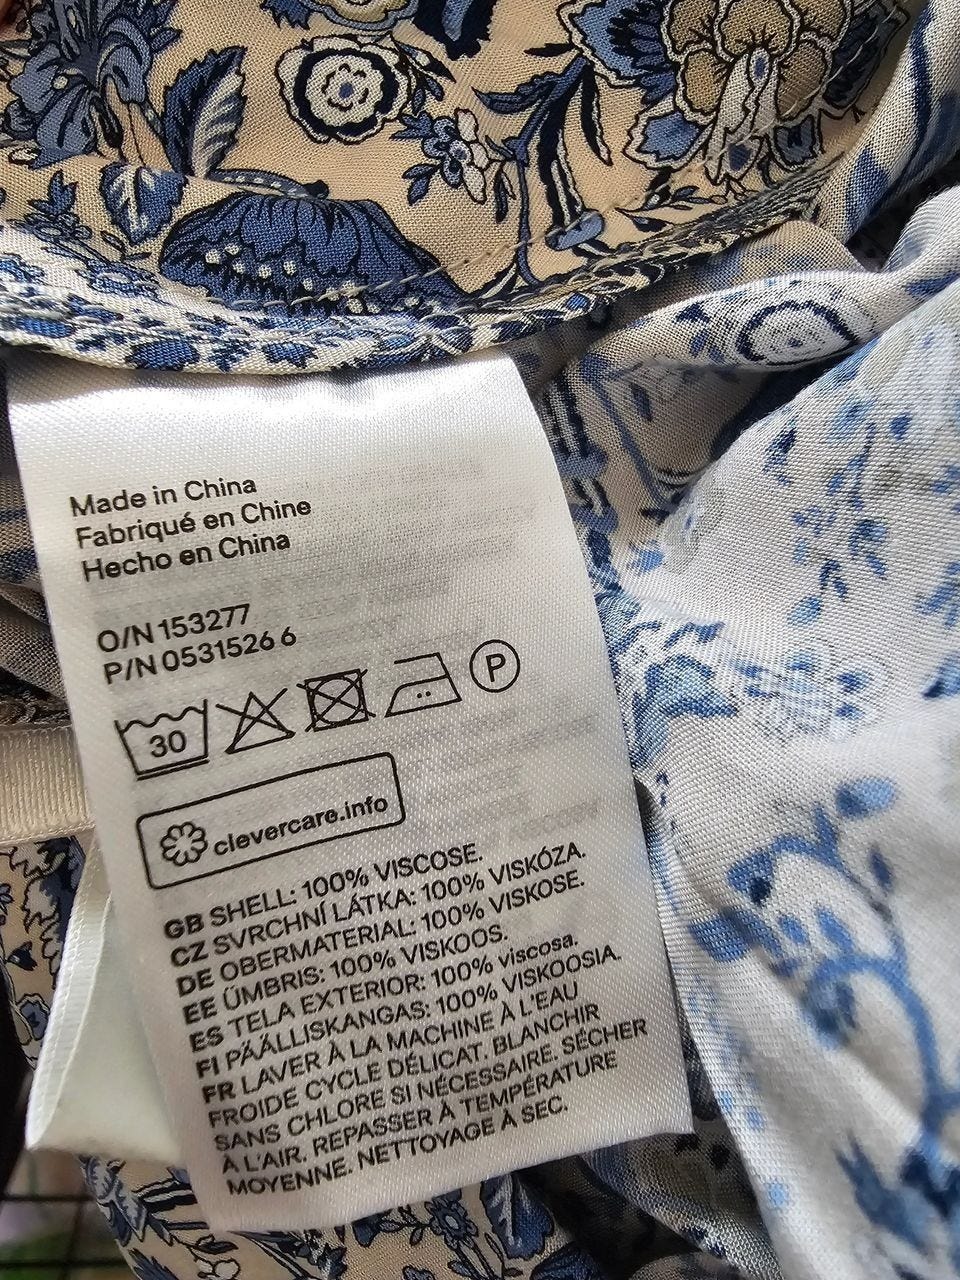 Made in China
Fabriqué en Chine
Hecho en China
O/N 153277
P/N 0531526 6
30
P
clevercare.info
GB SHELL: 100% VISCOSE.
CZ SVRCHNÍ LÁTKA: 100% VISKÓZA.
DE OBERMATERIAL: 100% VISKOSE.
EE ÜMBRIS: 100% VISKOOS.
ES TELA EXTERIOR: 100% viscosa.
FI PÄÄLLISKANGAS: 100% VISKOOSIA.
FR LAVER À LA MACHINE À L'EAU
FROIDE CYCLE DÉLICAT. BLANCHIR
SANS CHLORE SI NÉCESSAIRE. SÉCHER
À L'AIR. REPASSER À TEMPÉRATURE
MOYENNE. NETTOYAGE À SEC.